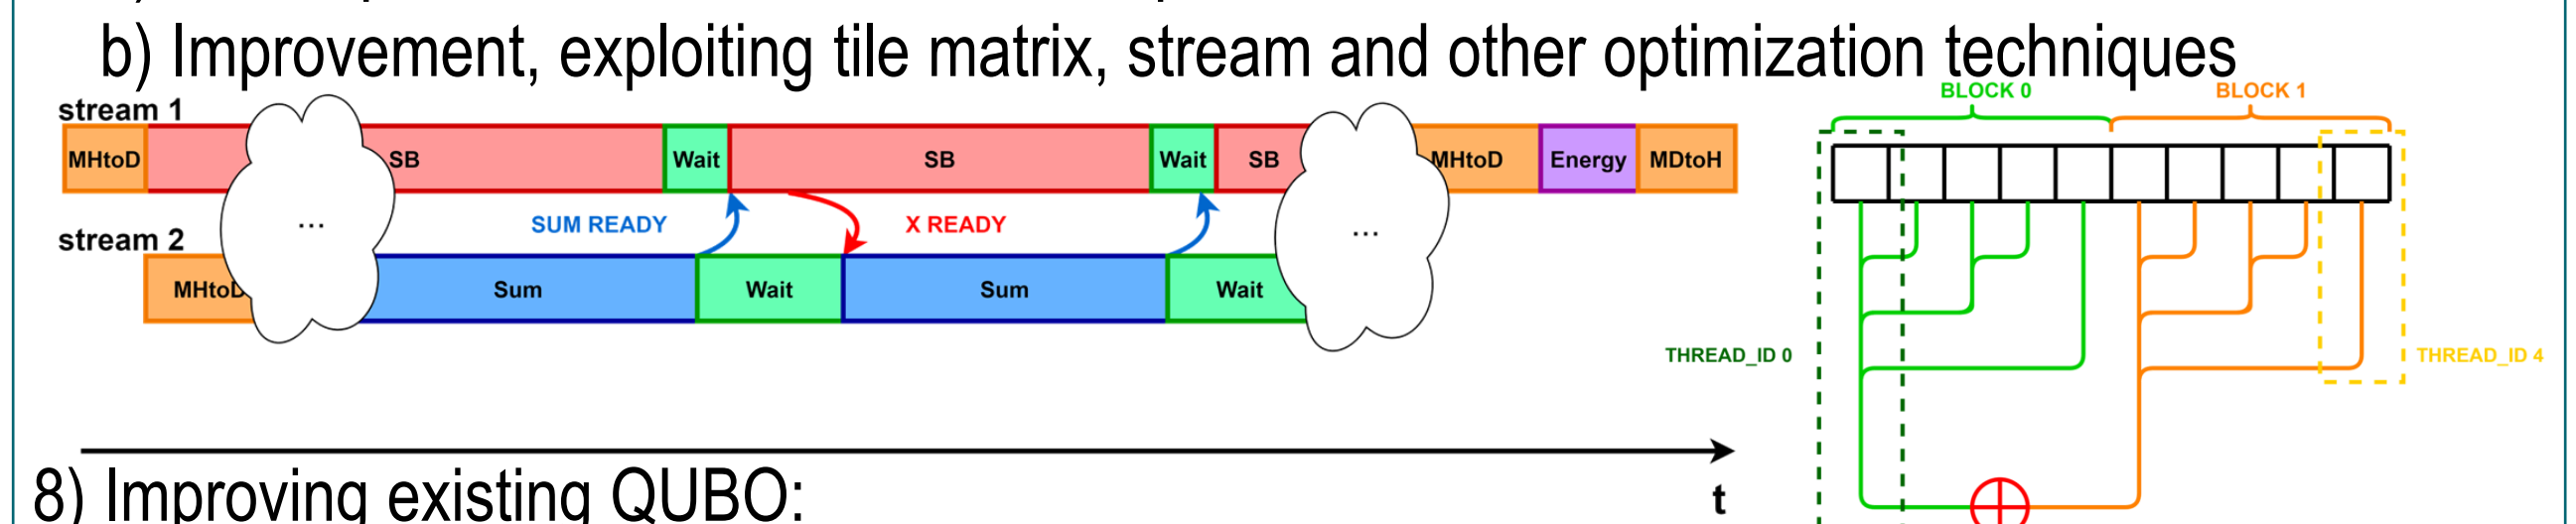 b) Improvement, exploiting tile matrix, stream and other optimization techniques
stream 1
MHtoD SB Wait SB Wait SB MHtoD Energy MDtoH
... SUM READY X READY ...
stream 2
MHtoD Sum Wait Sum Wait
t
BLOCK 0 BLOCK 1
THREAD_ID 0 THREAD_ID 4
8) Improving existing QUBO: